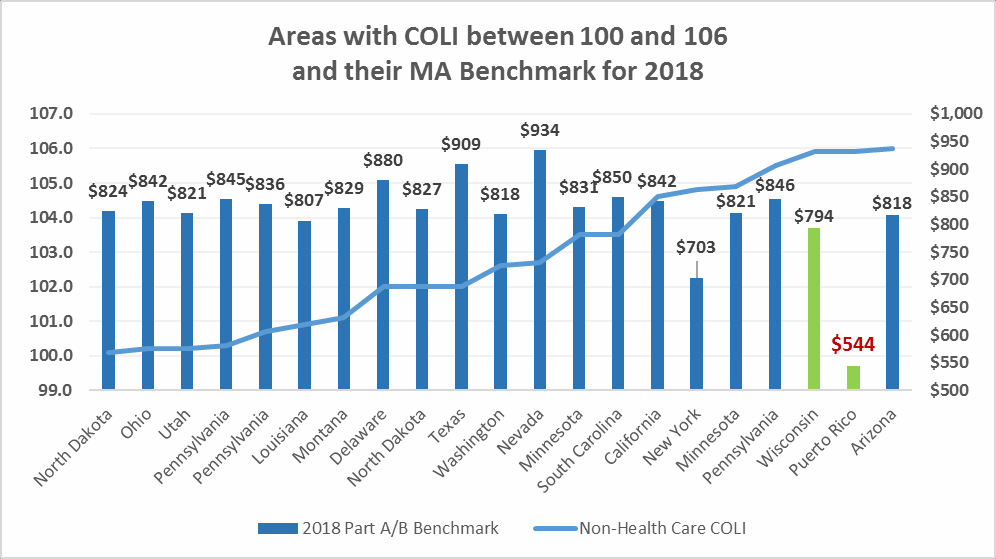 Areas with COLI between 100 and 106
and their MA Benchmark for 2018
107.0
106.0
105.0
104.0
103.0
102.0
101.0
100.0
99.0
$824
$842
$821
$845
$836
$807
$829
$880
$827
$909
$818
$934
$831
$850
$842
$703
$821
$846
$794
$544
$818
$1,000
$950
$900
$850
$800
$750
$700
$650
$600
$550
$500
North Dakota
Ohio
Utah
Pennsylvania
Pennsylvania
Louisiana
Montana
Delaware
North Dakota
Texas
Washington
Nevada
Minnesota
South Carolina
California
New York
Minnesota
Pennsylvania
Wisconsin
Puerto Rico
Arizona
2018 Part A/B Benchmark
Non-Health Care COLI